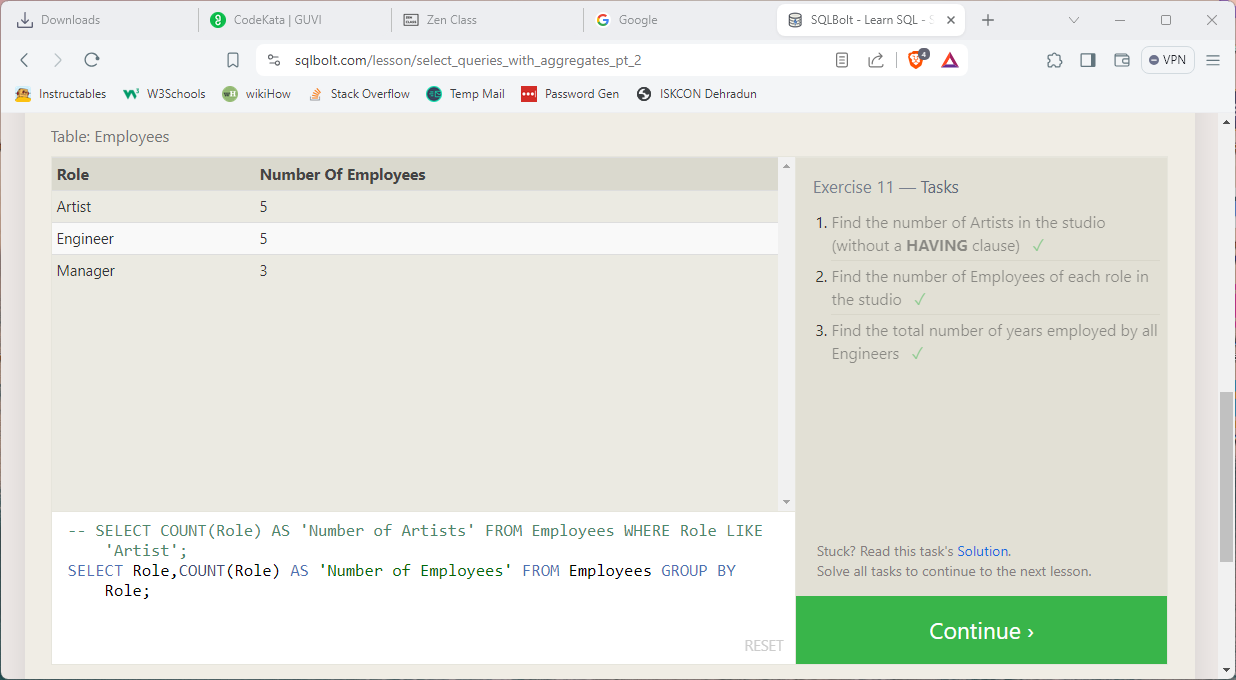 Downloads
CodeKata | GUVI
Zen Class
Google
SQLBolt - Learn SQL - S
sqlbolt.com/lesson/select_queries_with_aggregates_pt_2
4
VPN
Instructables
W3Schools
wikiHow
Stack Overflow
Temp Mail
Password Gen
ISKCON Dehradun
Table: Employees
Role Number Of Employees
Artist 5
Engineer 5
Manager 3
-- SELECT COUNT(Role) AS 'Number of Artists' FROM Employees WHERE Role LIKE
'Artist';
SELECT Role,COUNT(Role) AS 'Number of Employees' FROM Employees GROUP BY
Role;
RESET
Exercise 11 — Tasks
1. Find the number of Artists in the studio
(without a HAVING clause) ✓
2. Find the number of Employees of each role in
the studio ✓
3. Find the total number of years employed by all
Engineers ✓
Stuck? Read this task's Solution.
Solve all tasks to continue to the next lesson.
Continue ›